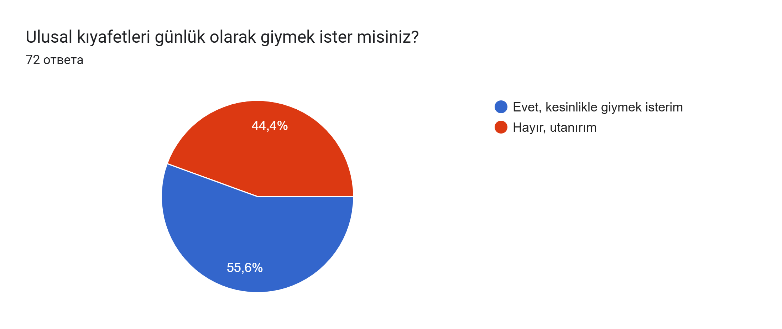 Ulusal kıyafetleri günlük olarak giymek ister misiniz?
72 ответа
Evet, kesinlikle giymek isterim
Hayır, utanırım
44,4%
55,6%